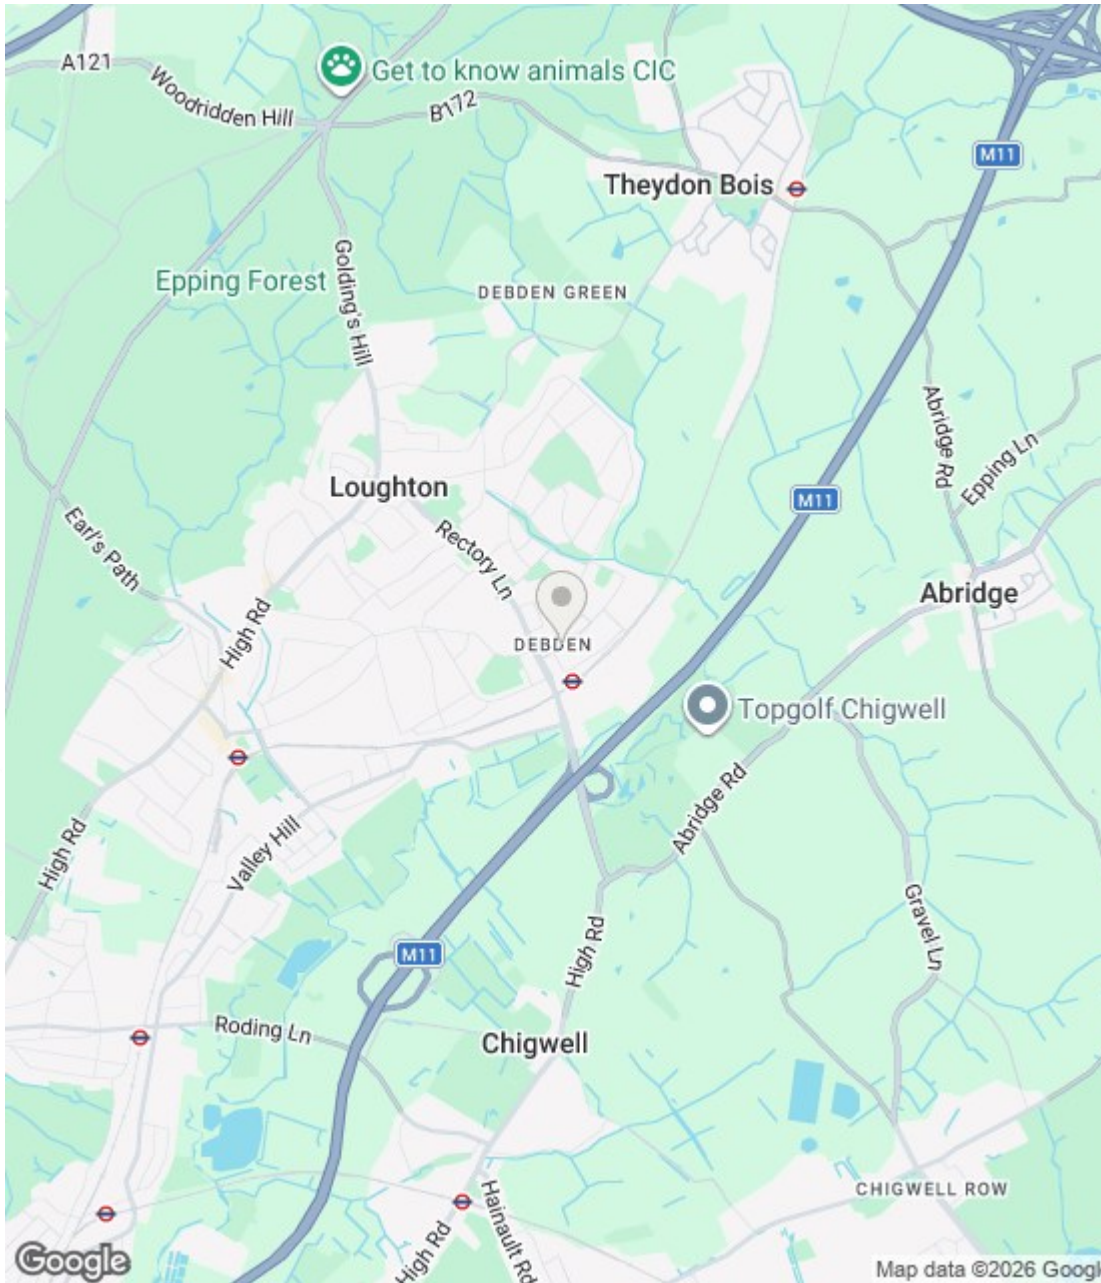 A121
Woodridden Hill
Get to know animals CIC
B172
M11
Theydon Bois
Golding's Hill
Epping Forest
DEBDEN GREEN
Abridge Rd
Epping Ln
Loughton
M11
Rectory Ln
Earl's Path
Abridge
High Rd
DEBDEN
Topgolf Chigwell
Abridge Rd
High Rd
Valley Hill
Gravel Ln
M11
High Rd
Roding Ln
Chigwell
CHIGWELL ROW
Hainault Rd
High Rd
Google
Map data ©2026 Googl